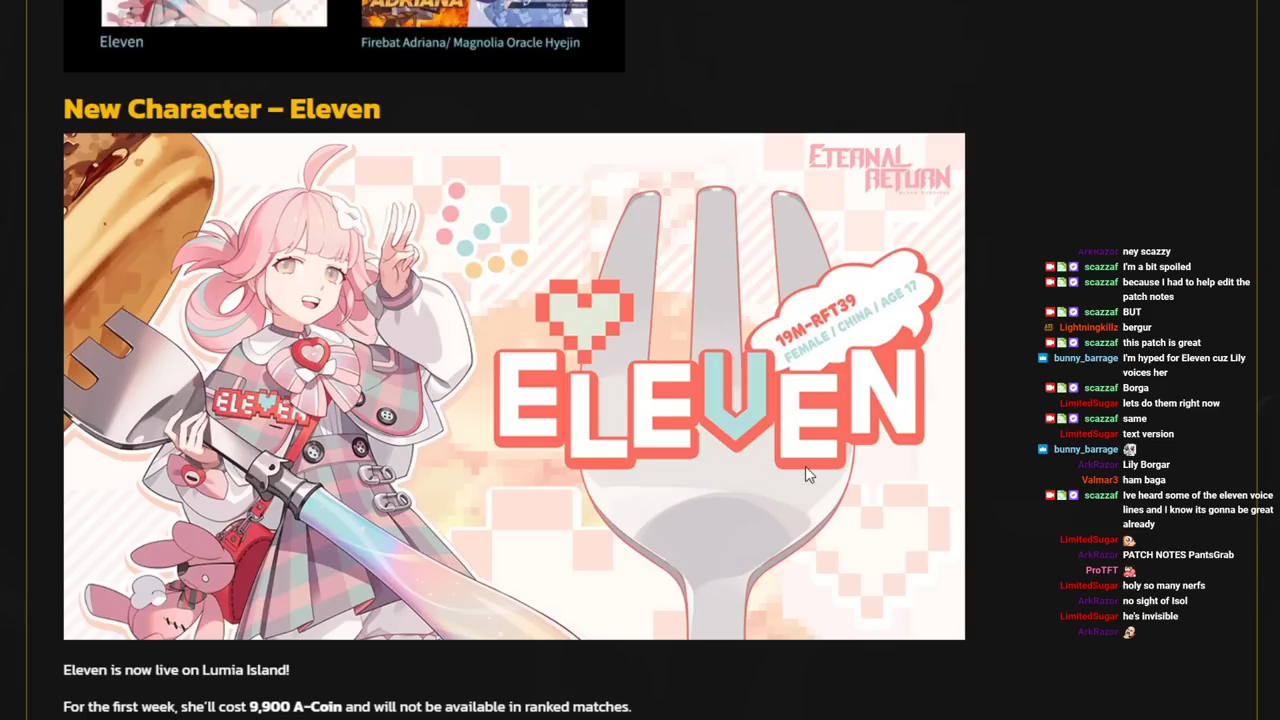 ADRIANA
Eleven
Firebat Adriana/ Magnolia Oracle Hyejin
New Character – Eleven
ETERNAL
RETURN
19M-RFT39
FEMALE / CHINA / AGE 17
ELEVEN
ELEVEN
Eleven is now live on Lumia Island!
For the first week, she'll cost 9,900 A-Coin and will not be available in ranked matches.
ArkRazor ney scazzy
scazzaf I'm a bit spoiled
scazzaf because I had to help edit the
patch notes
scazzaf BUT
Lightningkillz bergur
scazzaf this patch is great
bunny_barrage I'm hyped for Eleven cuz Lily
voices her
scazzaf Borga
LimitedSugar lets do them right now
scazzaf same
LimitedSugar text version
bunny_barrage
ArkRazor Lily Borgar
Valmar3 ham baga
scazzaf Ive heard some of the eleven voice
lines and I know its gonna be great
already
LimitedSugar
ArkRazor PATCH NOTES PantsGrab
ProTFT
LimitedSugar holy so many nerfs
ArkRazor no sight of Isol
LimitedSugar he's invisible
ArkRazor